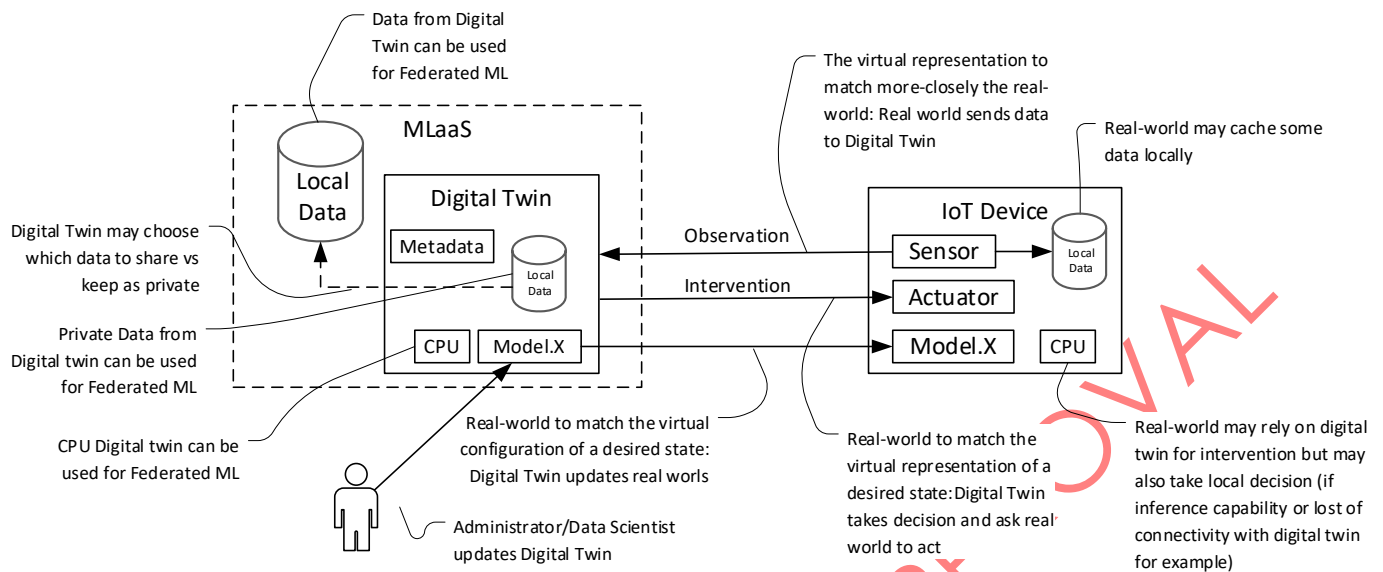 Data from Digital
Twin can be used
for Federated ML
The virtual representation to
match more-closely the real-
world: Real world sends data
to Digital Twin
Real-world may cache some
data locally
MLaaS
Local
Data
Digital Twin
Metadata
Local
Data
CPU
Model.X
Observation
Intervention
IoT Device
Sensor
Local
Data
Actuator
Model.X
CPU
Digital Twin may choose
which data to share vs
keep as private
Private Data from
Digital twin can be used
for Federated ML
CPU Digital twin can be
used for Federated ML
Real-world to match the virtual
configuration of a desired state:
Digital Twin updates real worls
Administrator/Data Scientist
updates Digital Twin
Real-world to match the
virtual representation of a
desired state:Digital Twin
takes decision and ask real
world to act
Real-world may rely on digital
twin for intervention but may
also take local decision (if
inference capability or lost of
connectivity with digital twin
for example)